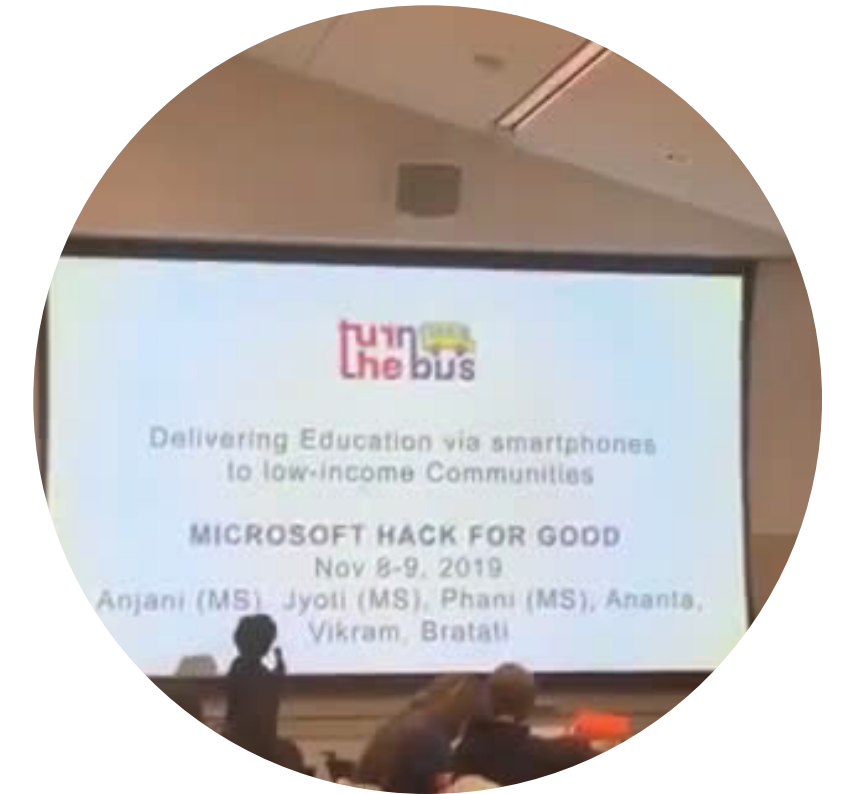 turn
the bus
Delivering Education via smartphones
to low-income Communities
MICROSOFT HACK FOR GOOD
Nov 8-9, 2019
Anjani (MS), Jyoti (MS), Phani (MS), Ananta,
Vikram, Bratati